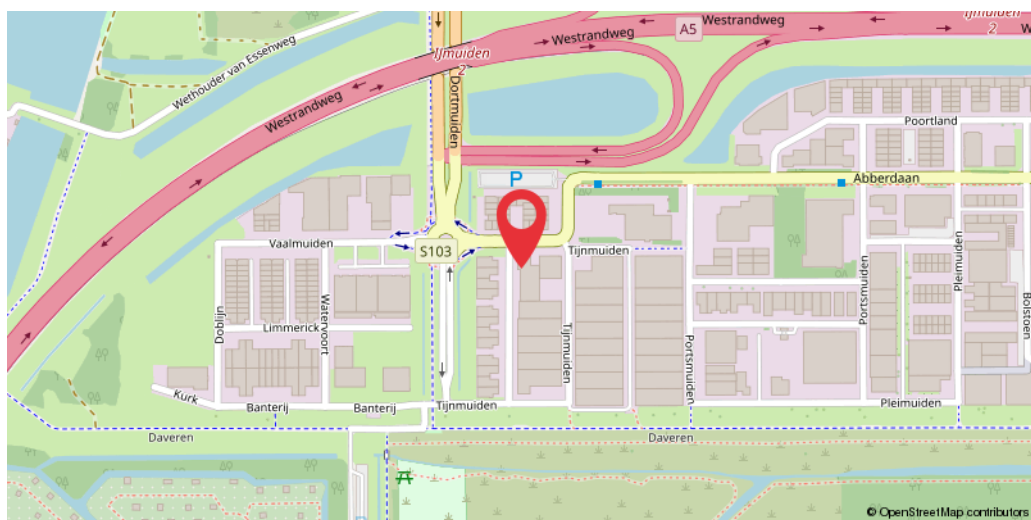 Westrandweg
A5
IJmuiden
2
Westrandweg
IJmuiden
2
W
Wethouder van Essenweg
Dortmuiden
Westrandweg
Poortland
P
Abberdaan
Vaalmuiden
S103
Tijnmuiden
Pleimuiden
Doblijn
Watervoort
Limmerick
Tijnmuiden
Portsmuiden
Portsmuiden
Bolstoen
Kurk
Banterij
Banterij
Tijnmuiden
Pleimuiden
Daveren
Daveren
P
© OpenStreetMap contributors